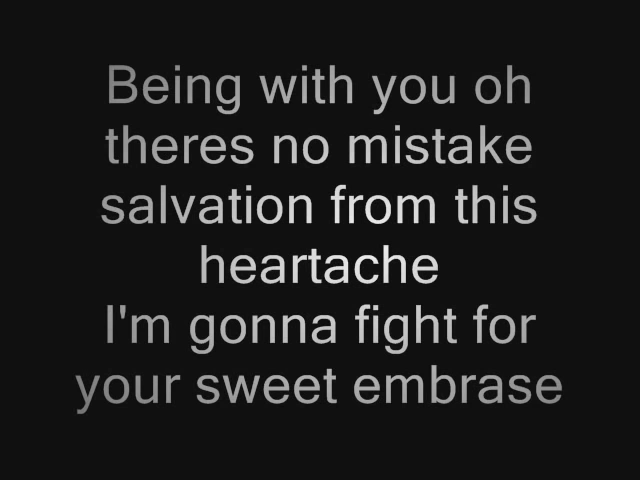 Being with you oh
theres no mistake
salvation from this
heartache
I'm gonna fight for
your sweet embrase